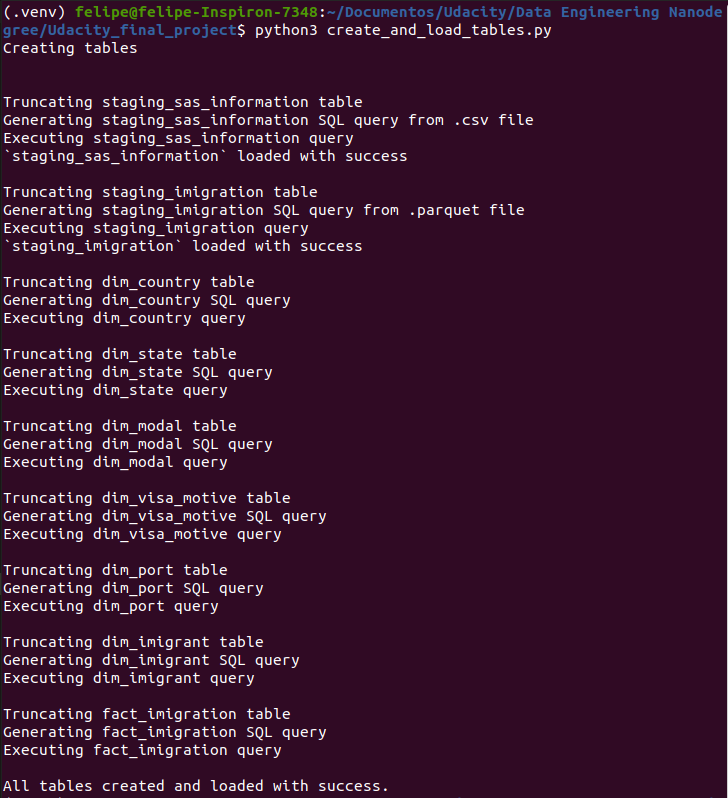 (.venv) felipe@felipe-Inspiron-7348:~/Documentos/Udacity/Data Engineering Nanode
gree/Udacity_final_project$ python3 create_and_load_tables.py
Creating tables
Truncating staging_sas_information table
Generating staging_sas_information SQL query from .csv file
Executing staging_sas_information query
`staging_sas_information` loaded with success
Truncating staging_imigration table
Generating staging_imigration SQL query from .parquet file
Executing staging_imigration query
`staging_imigration` loaded with success
Truncating dim_country table
Generating dim_country SQL query
Executing dim_country query
Truncating dim_state table
Generating dim_state SQL query
Executing dim_state query
Truncating dim_modal table
Generating dim_modal SQL query
Executing dim_modal query
Truncating dim_visa_motive table
Generating dim_visa_motive SQL query
Executing dim_visa_motive query
Truncating dim_port table
Generating dim_port SQL query
Executing dim_port query
Truncating dim_imigrant table
Generating dim_imigrant SQL query
Executing dim_imigrant query
Truncating fact_imigration table
Generating fact_imigration SQL query
Executing fact_imigration query
All tables created and loaded with success.